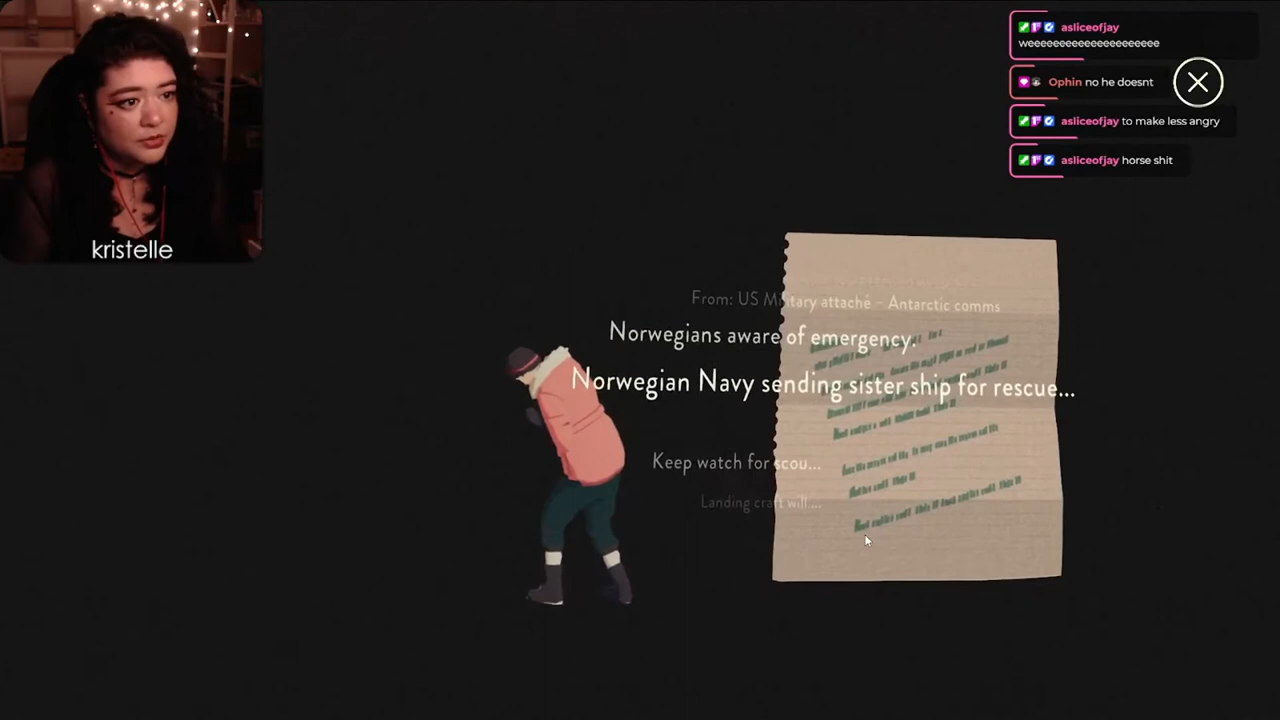 asliceofjay
weeeeeeeeeeeeeeeeeeeee
Ophin no he doesnt
asliceofjay to make less angry
asliceofjay horse shit
kristelle
From: US Military attaché – Antarctic comms
Norwegians aware of emergency.
Norwegian Navy sending sister ship for rescue...
Keep watch for scou...
Landing craft will ...